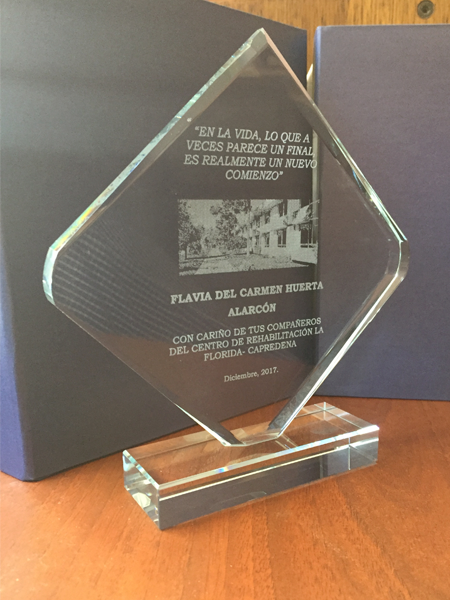 "EN LA VIDA, LO QUE A
VECES PARECE UN FINAL,
ES REALMENTE UN NUEVO
COMIENZO"
FLAVIA DEL CARMEN HUERTA
ALARCÓN
CON CARIÑO DE TUS COMPAÑEROS
DEL CENTRO DE REHABILITACIÓN LA
FLORIDA- CAPREDENA
Diciembre, 2017.